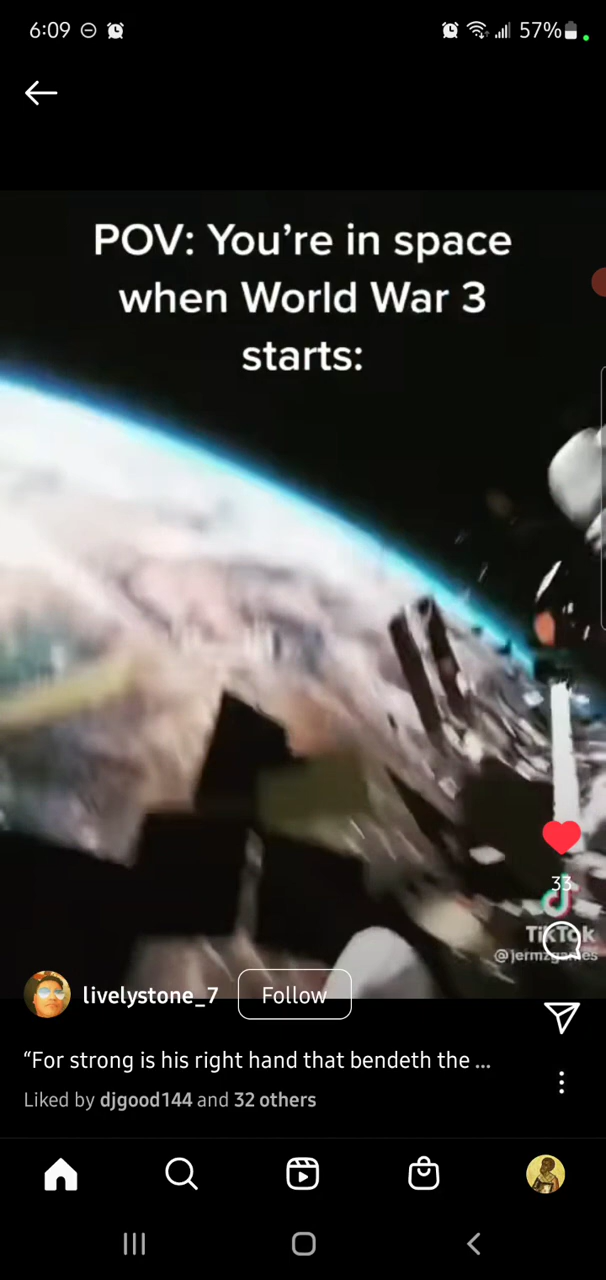 6:09
57%
POV: You're in space
when World War 3
starts:
33
TikTok
@jermzgames
livelystone_7
Follow
“For strong is his right hand that bendeth the ...
Liked by djgood144 and 32 others